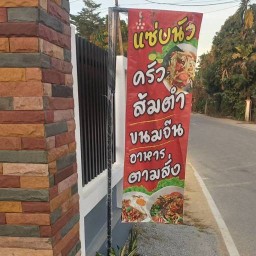 แซ่บนัว
ครัว
ส้มตำ
ขนมจีน
อาหาร
ตามสั่ง